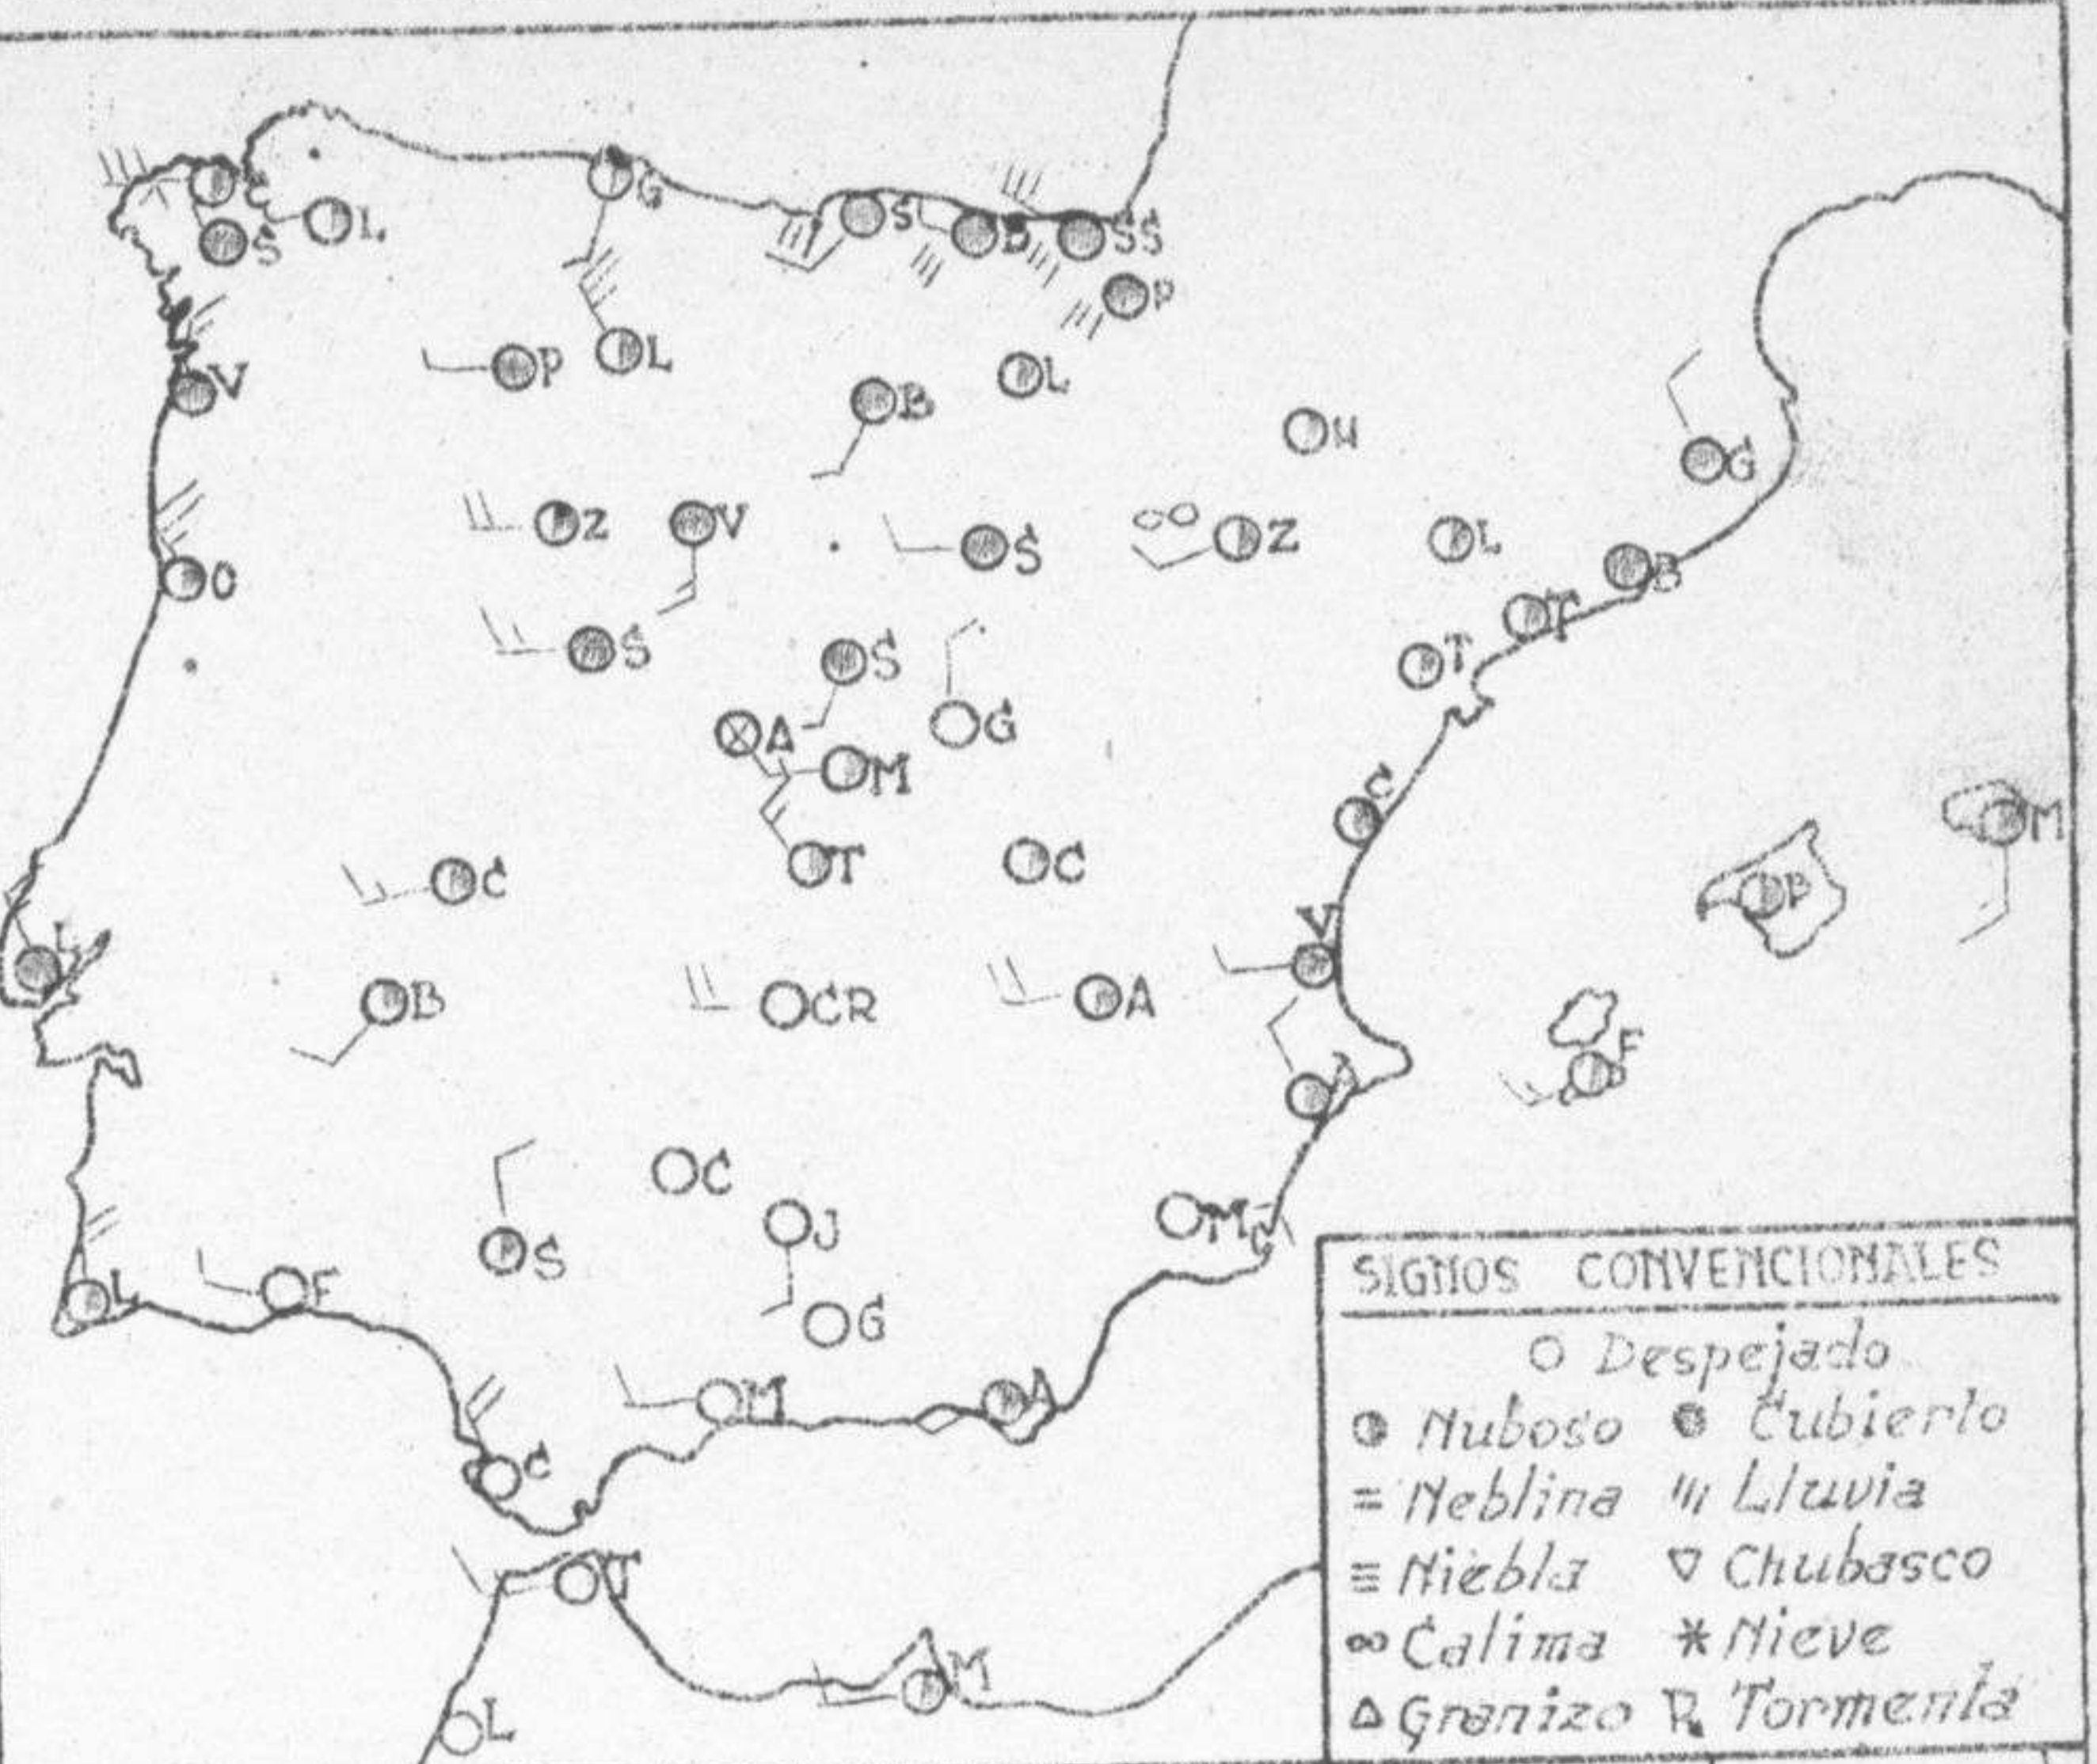 C
L
S
G
S
B
SS
P
V
P
L
B
L
H
G
Z
V
S
Z
L
B
O
S
S
T
T
A
G
M
C
T
C
C
M
P
L
B
CR
A
V
F
A
S
C
J
M
C
L
F
G
M
A
C
T
M
L
SIGNOS CONVENCIONALES
Despejado
Nuboso Cubierto
= Neblina /// Lluvia
≡ Niebla ▽ Chubasco
∞ Calima * Nieve
△ Granizo Tormenta